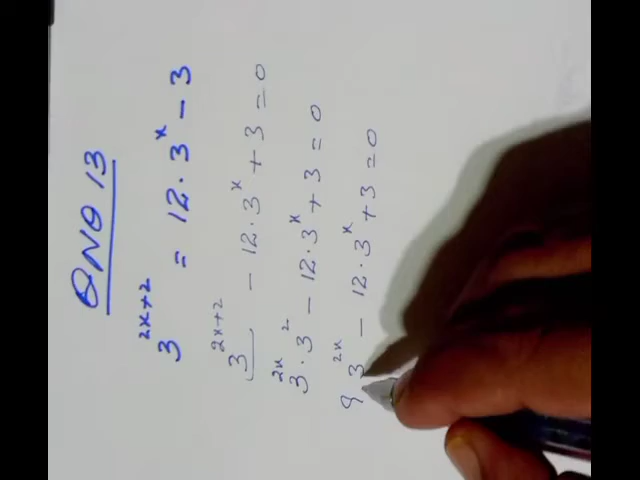 Q NO 13
3^{2x+2} = 12·3^x - 3
3^{2x+2} - 12·3^x + 3 = 0
3^{2x}·3^2 - 12·3^x + 3 = 0
9 3^{2x} - 12·3^x + 3 = 0